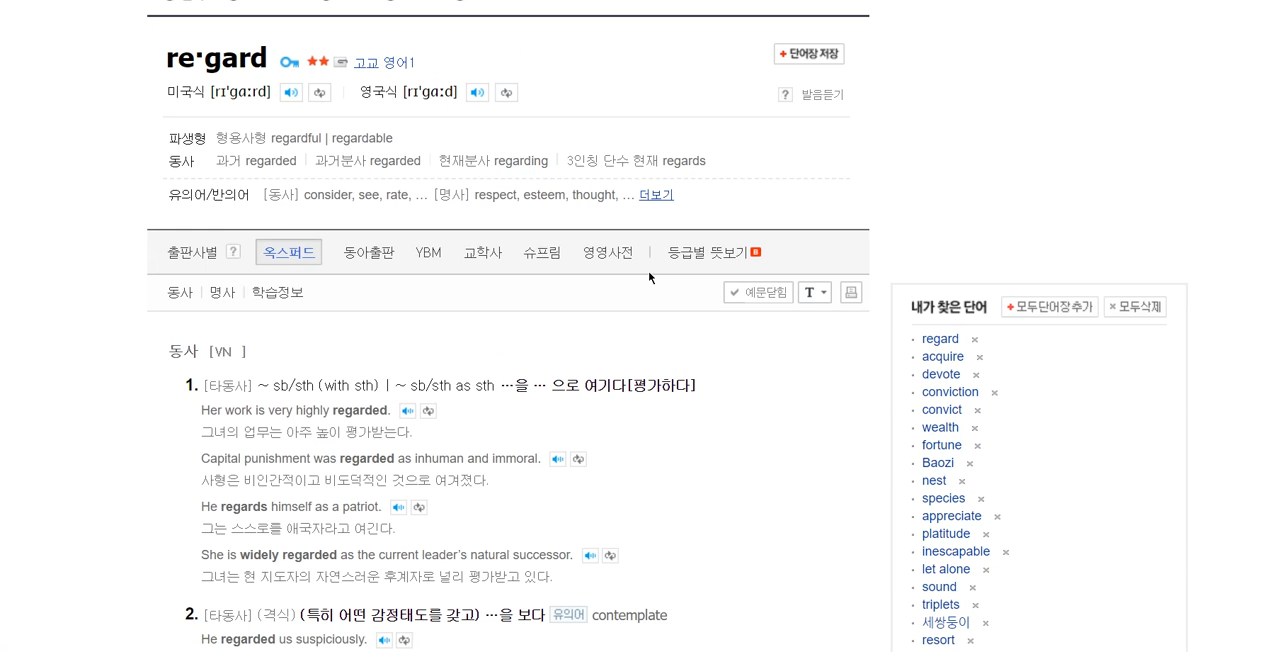 re·gard ★★ 고교 영어1
+ 단어장 저장
미국식 [rɪˈɡɑːrd] 영국식 [rɪˈɡɑːd]
? 발음듣기
파생형 형용사형 regardful | regardable
동사 과거 regarded | 과거분사 regarded | 현재분사 regarding | 3인칭 단수 현재 regards
유의어/반의어 [동사] consider, see, rate, … [명사] respect, esteem, thought, … 더보기
출판사별 ? 옥스퍼드 동아출판 YBM 교학사 슈프림 영영사전 | 등급별 뜻보기
동사 | 명사 | 학습정보
예문닫힘 T
동사 [VN ]
1. [타동사] ~ sb/sth (with sth) | ~ sb/sth as sth …을 … 으로 여기다[평가하다]
Her work is very highly regarded.
그녀의 업무는 아주 높이 평가받는다.
Capital punishment was regarded as inhuman and immoral.
사형은 비인간적이고 비도덕적인 것으로 여겨졌다.
He regards himself as a patriot.
그는 스스로를 애국자라고 여긴다.
She is widely regarded as the current leader's natural successor.
그녀는 현 지도자의 자연스러운 후계자로 널리 평가받고 있다.
2. [타동사] (격식) (특히 어떤 감정태도를 갖고) …을 보다 유의어 contemplate
He regarded us suspiciously.
내가 찾은 단어 + 모두단어장추가 × 모두삭제
· regard ×
· acquire ×
· devote ×
· conviction ×
· convict ×
· wealth ×
· fortune ×
· Baozi ×
· nest ×
· species ×
· appreciate ×
· platitude ×
· inescapable ×
· let alone ×
· sound ×
· triplets ×
· 세쌍둥이 ×
· resort ×